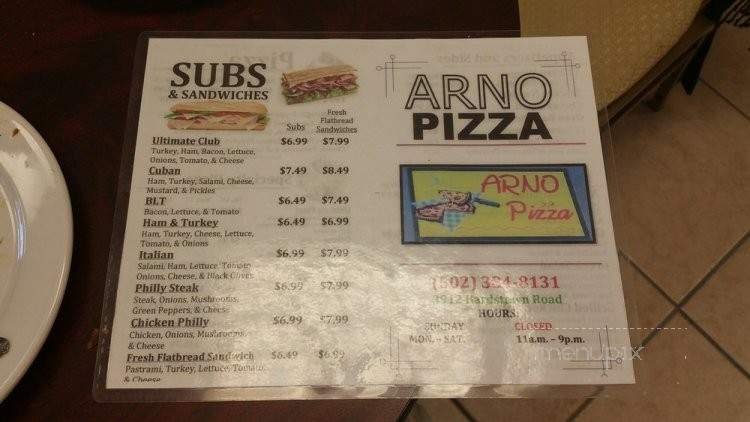 SUBS
& SANDWICHES
Subs
Fresh
Flatbread
Sandwiches
Ultimate Club $6.99 $7.99
Turkey, Ham, Bacon, Lettuce,
Onions, Tomato, & Cheese
Cuban $7.49 $8.49
Ham, Turkey, Salami, Cheese,
Mustard, & Pickles
BLT $6.49 $7.49
Bacon, Lettuce, & Tomato
Ham & Turkey $6.49 $6.99
Ham, Turkey, Cheese, Lettuce,
Tomato, & Onions
Italian $6.99 $7.99
Salami, Ham, Lettuce, Tomato
Onions, Cheese, & Black Olives
Philly Steak $6.99 $7.99
Steak, Onions, Mushrooms,
Green Peppers, & Cheese
Chicken Philly $6.99 $7.99
Chicken, Onions, Mushrooms,
& Cheese
Fresh Flatbread Sandwich $6.49 $6.99
Pastrami, Turkey, Lettuce, Tomato,
& Cheese
ARNO
PIZZA
ARNO
Pizza
(502) 384-8131
3912 Bardstown Road
HOURS:
SUNDAY CLOSED
MON. – SAT. 11a.m. – 9p.m.
menupix